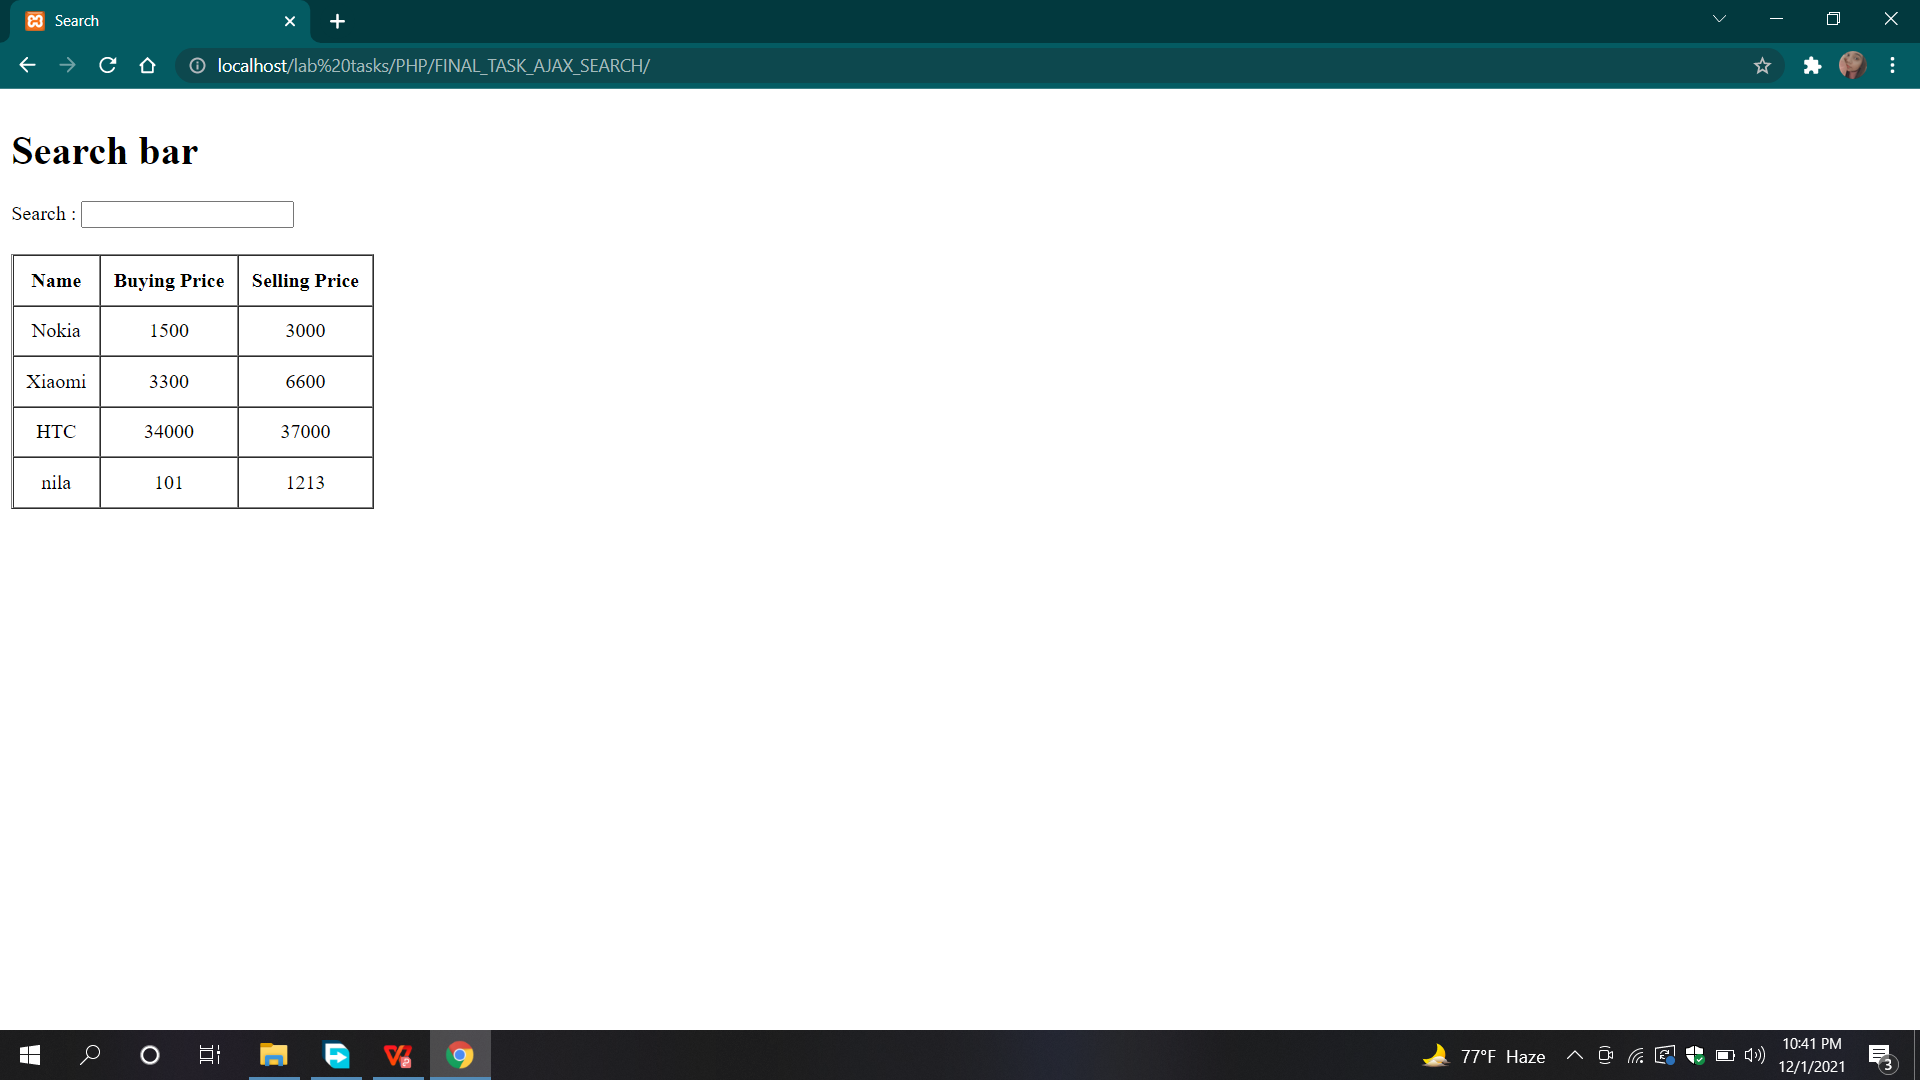 Search
localhost/lab%20tasks/PHP/FINAL_TASK_AJAX_SEARCH/
Search bar
Search :
Name Buying Price Selling Price
Nokia 1500 3000
Xiaomi 3300 6600
HTC 34000 37000
nila 101 1213
77°F Haze
10:41 PM
12/1/2021
3